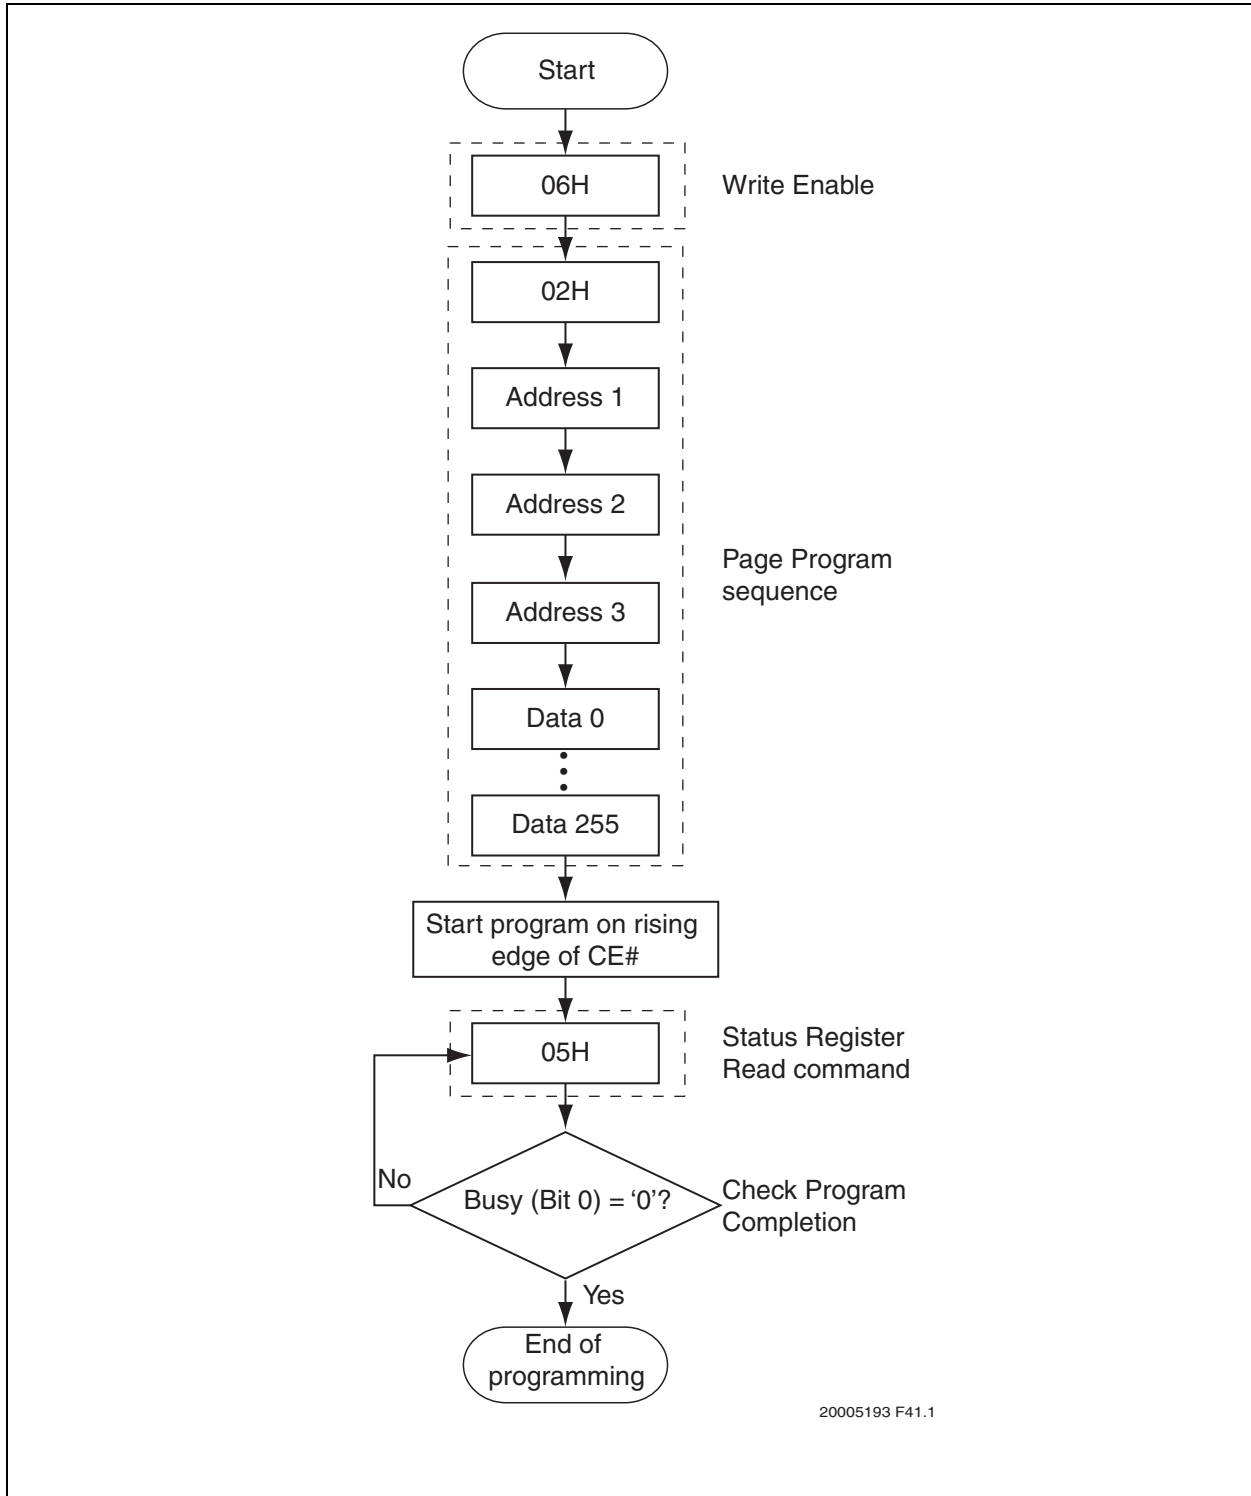 Start
06H
Write Enable
02H
Address 1
Address 2
Address 3
Page Program
sequence
Data 0
Data 255
Start program on rising
edge of CE#
05H
Status Register
Read command
No
Busy (Bit 0) = ‘0’?
Check Program
Completion
Yes
End of
programming
20005193 F41.1